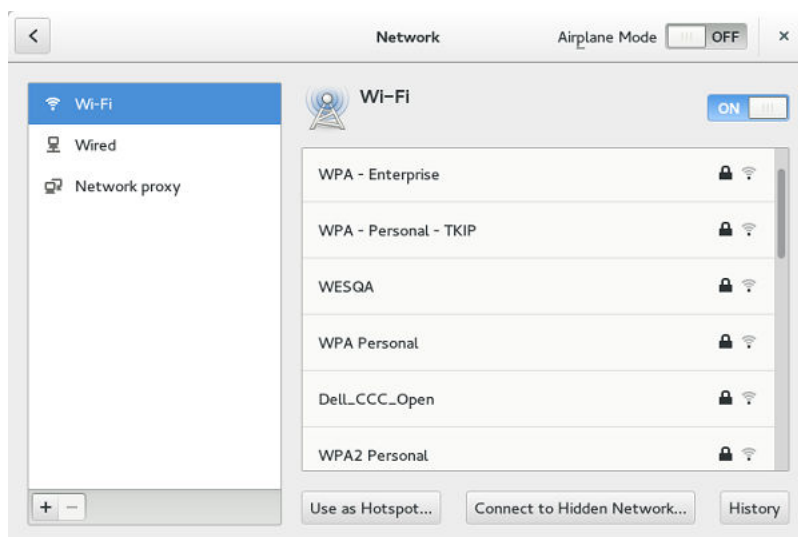 Network
Airplane Mode
OFF
×
Wi-Fi
Wired
Network proxy
Wi-Fi
ON
WPA - Enterprise
WPA - Personal - TKIP
WESQA
WPA Personal
Dell_CCC_Open
WPA2 Personal
+ −
Use as Hotspot...
Connect to Hidden Network...
History